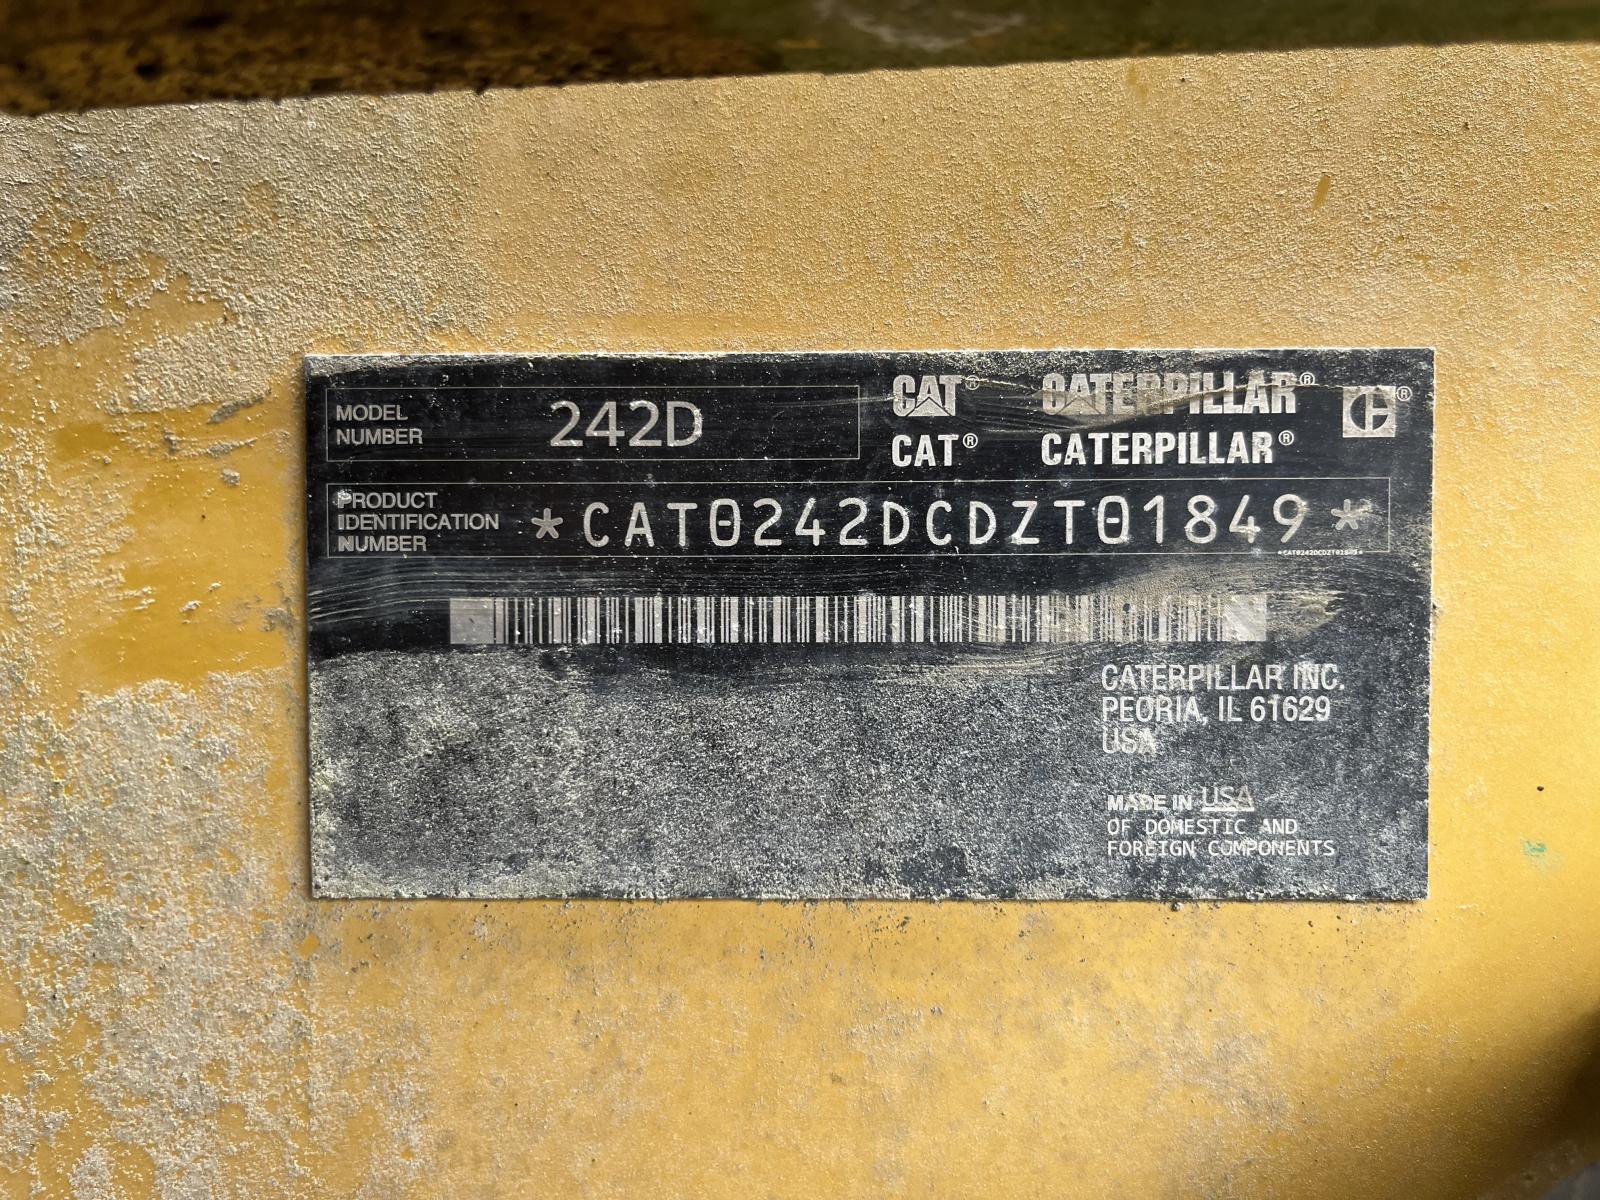 MODEL NUMBER 242D
CAT® CATERPILLAR® C®
CAT® CATERPILLAR®
PRODUCT IDENTIFICATION NUMBER *CAT0242DCDZT01849*
*CAT0242DCDZT01849*
CATERPILLAR INC.
PEORIA, IL 61629
USA
MADE IN USA
OF DOMESTIC AND
FOREIGN COMPONENTS